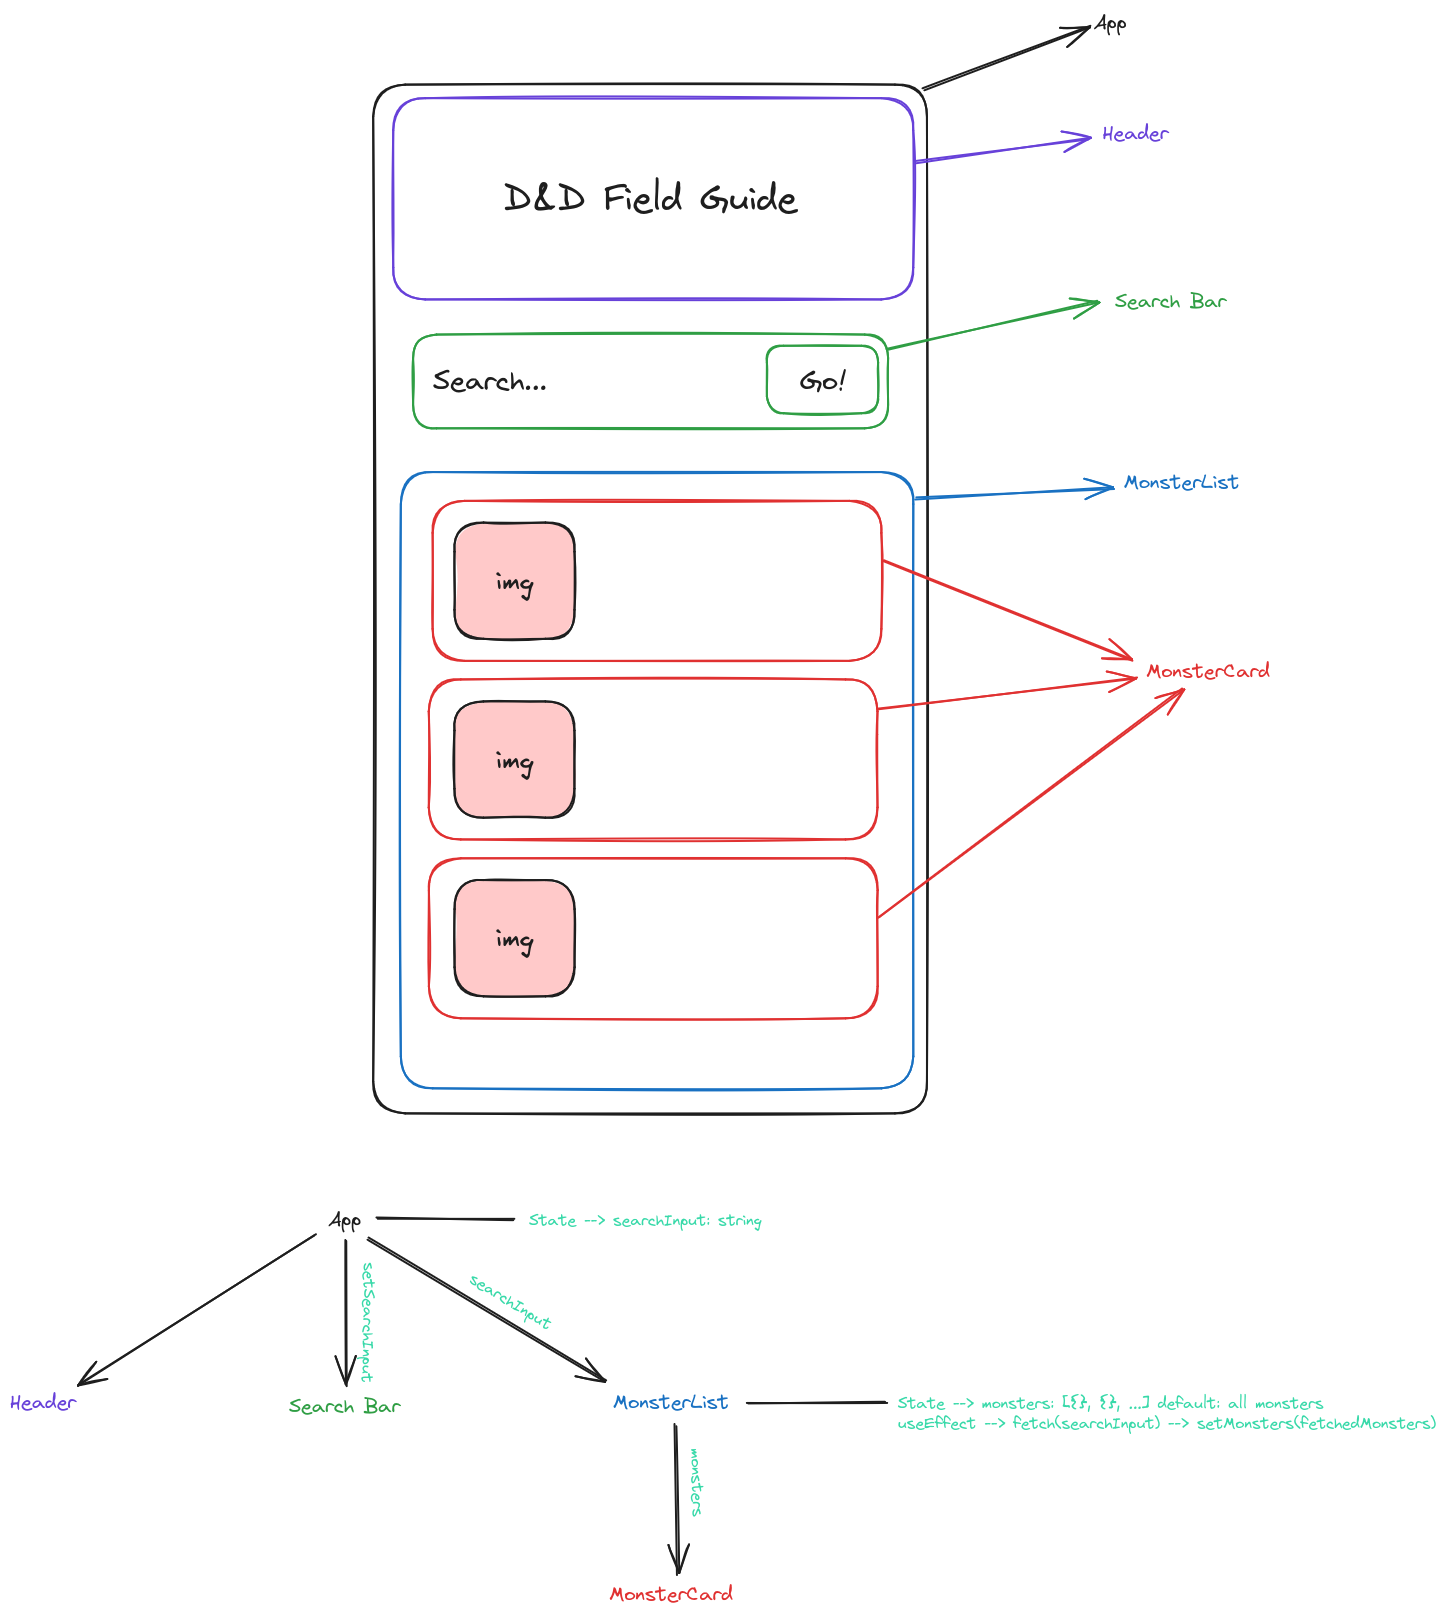 App
Header
D&D Field Guide
Search Bar
Search...
Go!
MonsterList
img
MonsterCard
img
img
App
State --> searchInput: string
setSearchInput
searchInput
Header
Search Bar
MonsterList
State --> monsters: [{}, {}, ...] default: all monsters
useEffect --> fetch(searchInput) --> setMonsters(fetchedMonsters)
monsters
MonsterCard